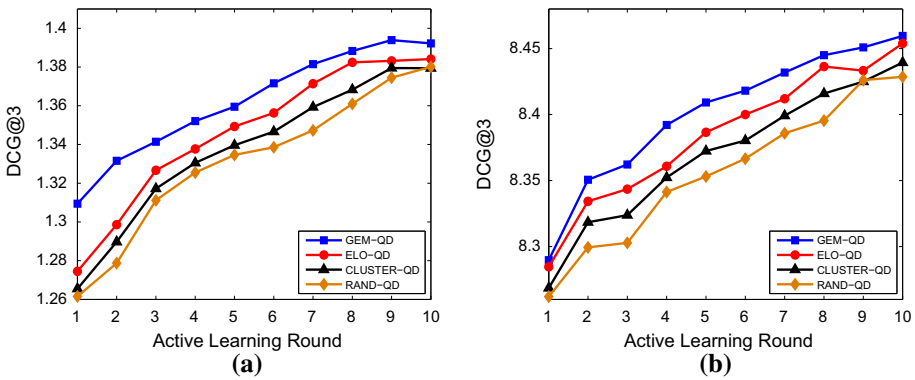 DCG@3
1.4
1.38
1.36
1.34
1.32
1.3
1.28
1.26
1 2 3 4 5 6 7 8 9 10
Active Learning Round
GEM-QD
ELO-QD
CLUSTER-QD
RAND-QD
(a)
DCG@3
8.45
8.4
8.35
8.3
1 2 3 4 5 6 7 8 9 10
Active Learning Round
GEM-QD
ELO-QD
CLUSTER-QD
RAND-QD
(b)